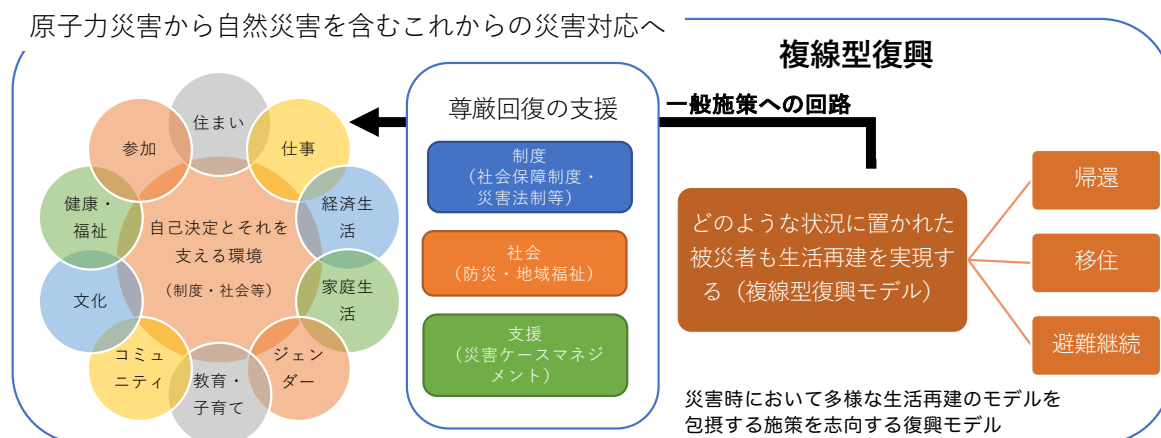 原子力災害から自然災害を含むこれからの災害対応へ
複線型復興
住まい
仕事
経済生
活
家庭生
活
ジェン
ダー
教育・
子育て
コミュ
ニティ
文化
健康・
福祉
参加
自己決定とそれを
支える環境
(制度・社会等)
尊厳回復の支援
制度
（社会保障制度・
災害法制等）
社会
（防災・地域福祉）
支援
（災害ケースマネジ
メント）
一般施策への回路
どのような状況に置かれた
被災者も生活再建を実現す
る（複線型復興モデル）
帰還
移住
避難継続
災害時において多様な生活再建のモデルを
包摂する施策を志向する復興モデル